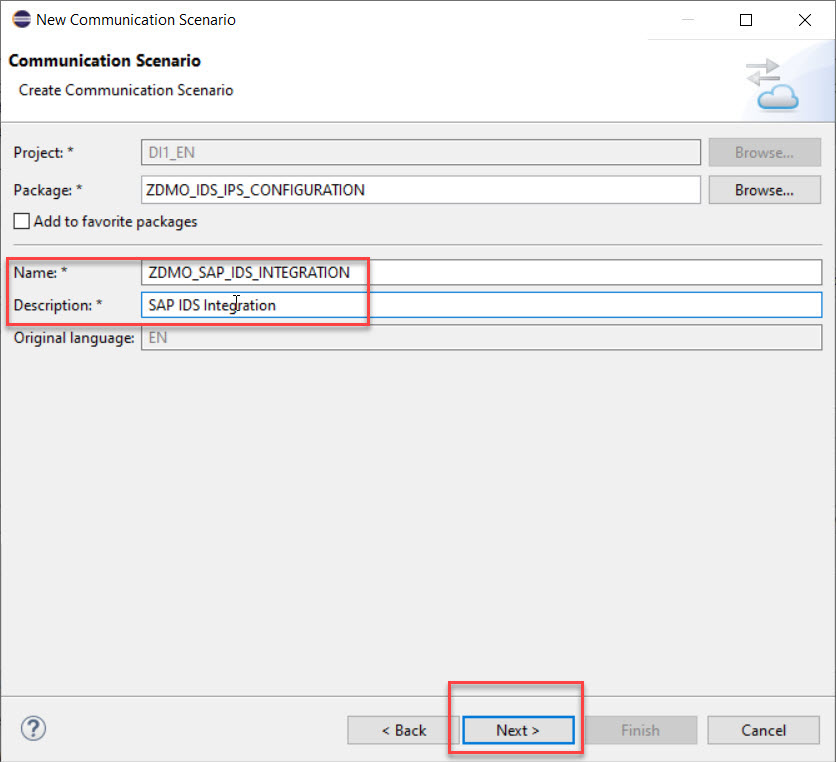 New Communication Scenario
Communication Scenario
Create Communication Scenario
Project: * DI1_EN Browse...
Package: * ZDMO_IDS_IPS_CONFIGURATION Browse...
Add to favorite packages
Name: * ZDMO_SAP_IDS_INTEGRATION
Description: * SAP IDS Integration
Original language: EN
? < Back Next > Finish Cancel